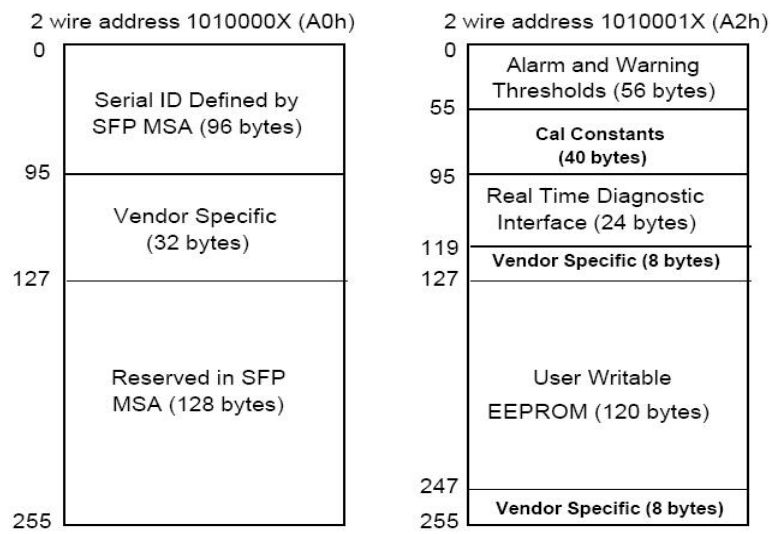 2 wire address 1010000X (A0h)
0
Serial ID Defined by
SFP MSA (96 bytes)
95
Vendor Specific
(32 bytes)
127
Reserved in SFP
MSA (128 bytes)
255
2 wire address 1010001X (A2h)
0
Alarm and Warning
Thresholds (56 bytes)
55
Cal Constants
(40 bytes)
95
Real Time Diagnostic
Interface (24 bytes)
119
Vendor Specific (8 bytes)
127
User Writable
EEPROM (120 bytes)
247
Vendor Specific (8 bytes)
255